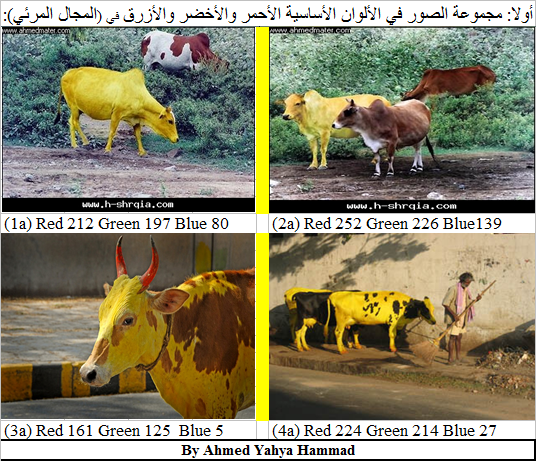 أولا: مجموعة الصور في الألوان الأساسية الأحمر والأخضر والأزرق في (المجال المرئي):
www.ahmedmater.com
www.ahmedmater.com
www.h-shrqia.com
www.h-shrqia.com
(1a) Red 212 Green 197 Blue 80
(2a) Red 252 Green 226 Blue139
(3a) Red 161 Green 125 Blue 5
(4a) Red 224 Green 214 Blue 27
By Ahmed Yahya Hammad